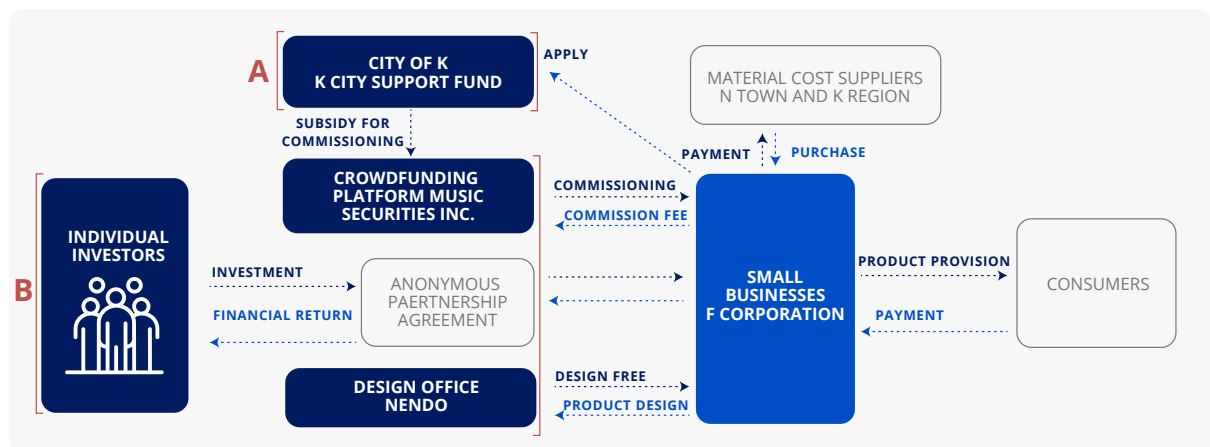 A
CITY OF K
K CITY SUPPORT FUND
APPLY
MATERIAL COST SUPPLIERS
N TOWN AND K REGION
SUBSIDY FOR
COMMISSIONING
PAYMENT
PURCHASE
CROWDFUNDING
PLATFORM MUSIC
SECURITIES INC.
COMMISSIONING
COMMISSION FEE
B
INDIVIDUAL
INVESTORS
INVESTMENT
FINANCIAL RETURN
ANONYMOUS
PAERTNERSHIP
AGREEMENT
SMALL
BUSINESSES
F CORPORATION
PRODUCT PROVISION
PAYMENT
CONSUMERS
DESIGN OFFICE
NENDO
DESIGN FREE
PRODUCT DESIGN